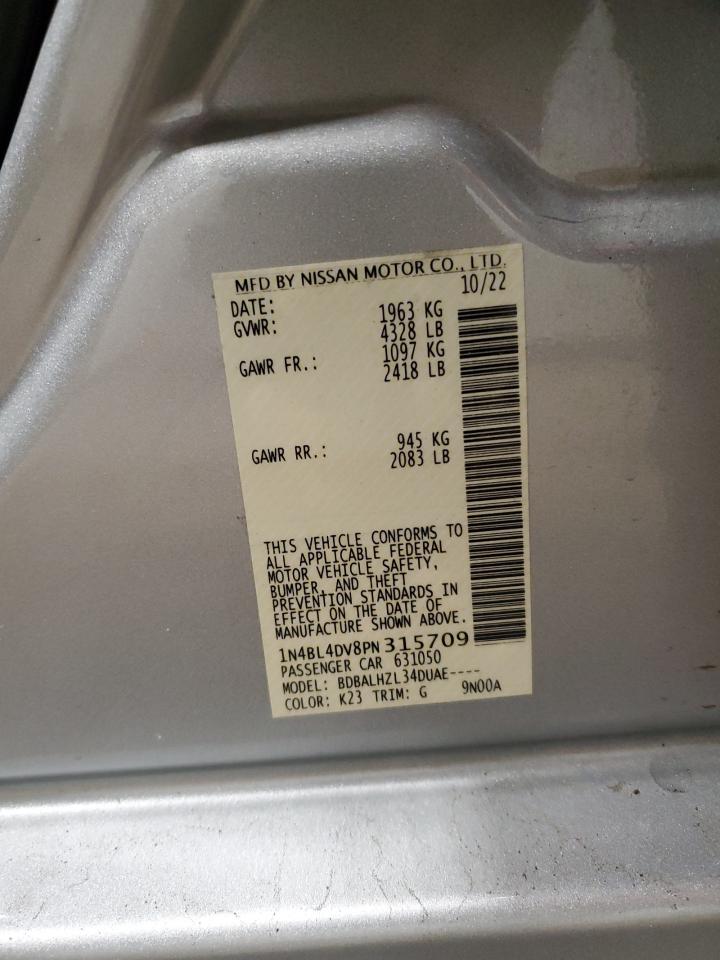 MFD BY NISSAN MOTOR CO., LTD.
DATE: 10/22
GVWR: 1963 KG
4328 LB
GAWR FR.: 1097 KG
2418 LB
GAWR RR.: 945 KG
2083 LB
THIS VEHICLE CONFORMS TO
ALL APPLICABLE FEDERAL
MOTOR VEHICLE SAFETY,
BUMPER, AND THEFT
PREVENTION STANDARDS IN
EFFECT ON THE DATE OF
MANUFACTURE SHOWN ABOVE.
1N4BL4DV8PN315709
PASSENGER CAR 631050
MODEL: BDBALHZL34DUAE----
COLOR: K23 TRIM: G 9N00A